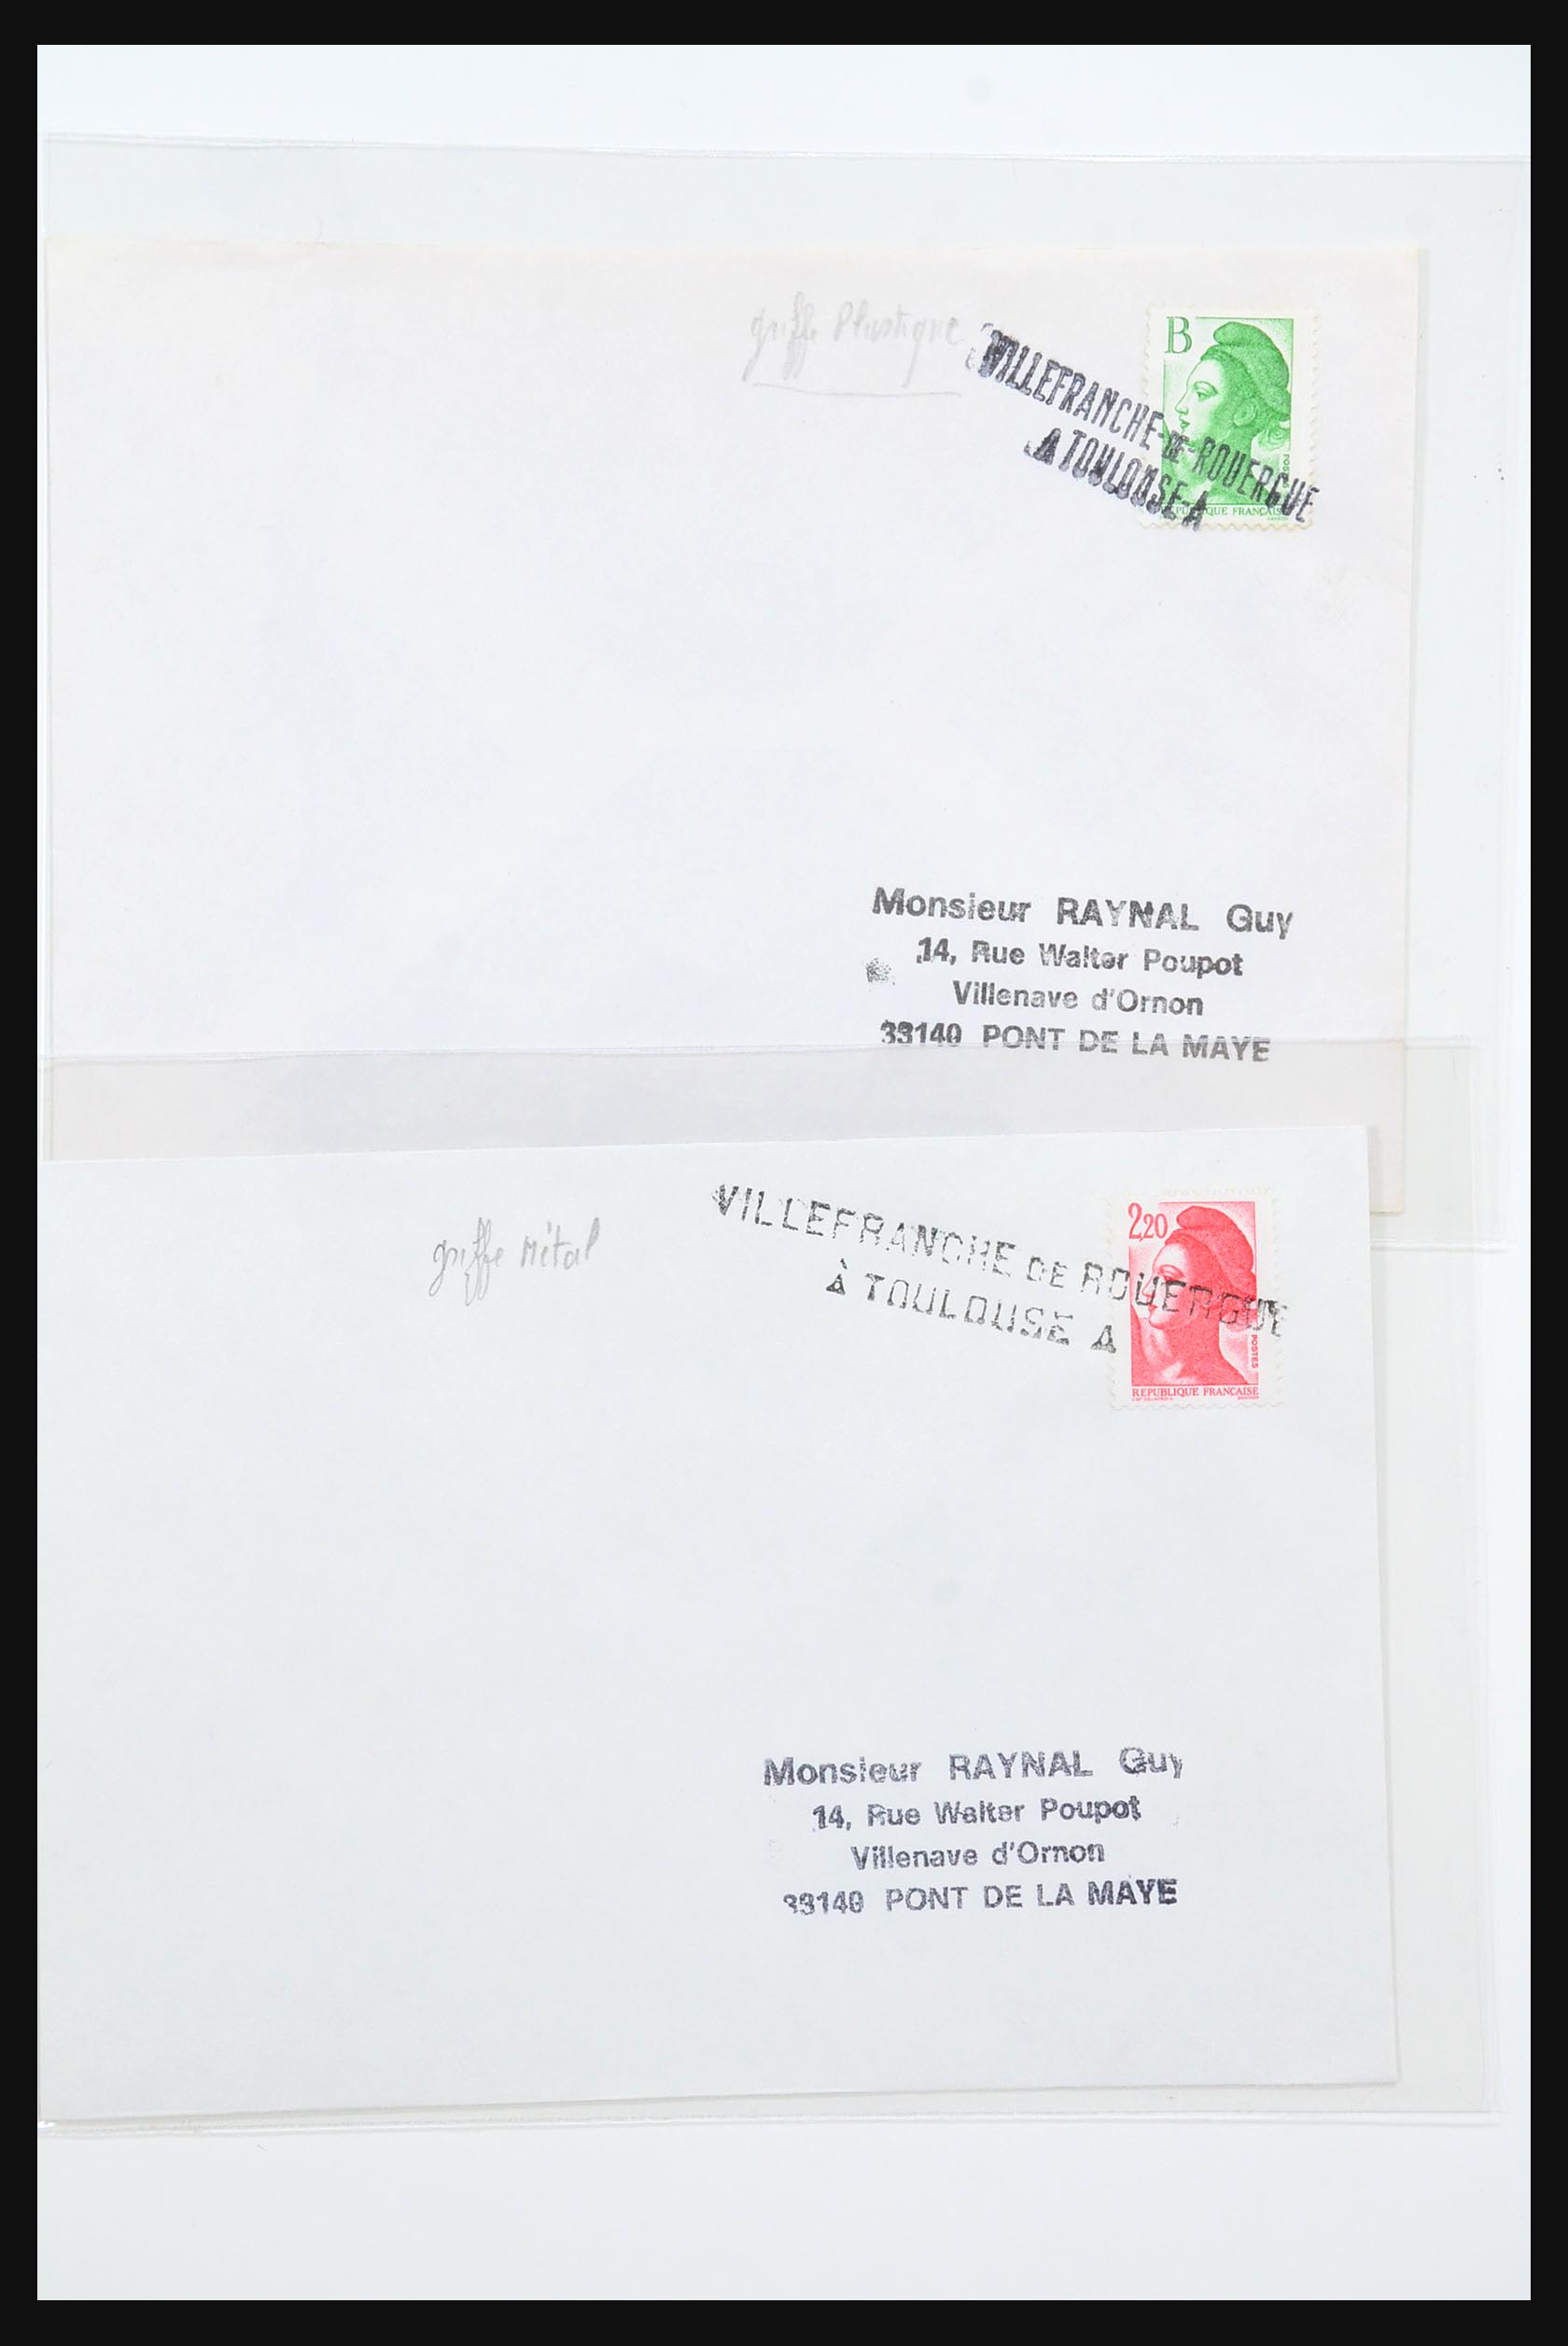 griffe Plastique
VILLEFRANCHE-DE-ROUERGUE
A TOULOUSE-A
B
POSTES
REPUBLIQUE FRANÇAISE
Monsieur RAYNAL Guy
14, Rue Walter Poupot
Villenave d'Ornon
33140 PONT DE LA MAYE
griffe Métal
VILLEFRANCHE DE ROUERGUE
À TOULOUSE A
2,20
POSTES
REPUBLIQUE FRANÇAISE
Monsieur RAYNAL Guy
14, Rue Walter Poupot
Villenave d'Ornon
33140 PONT DE LA MAYE